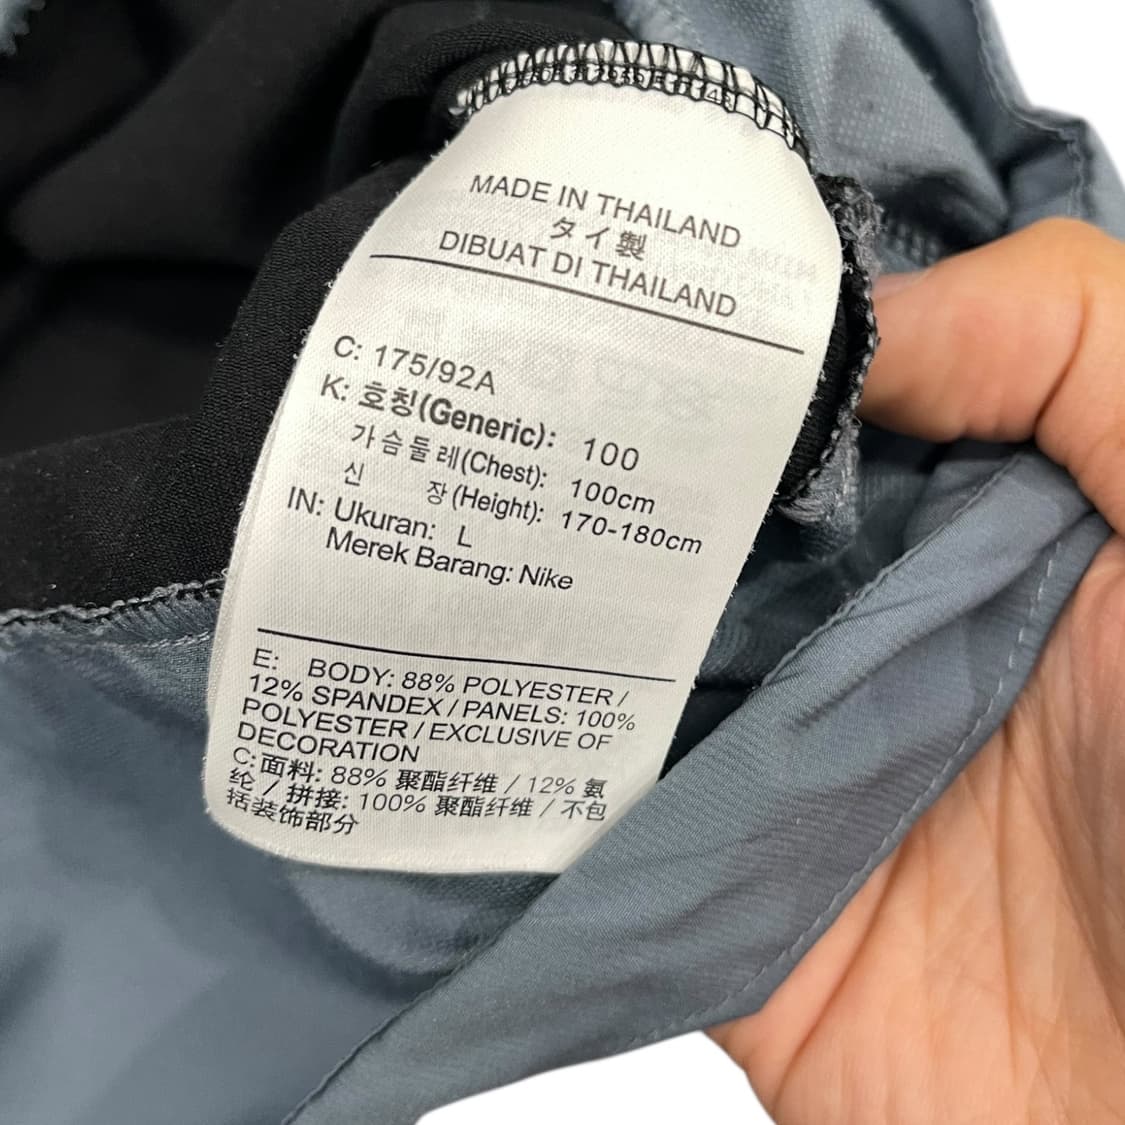 MADE IN THAILAND
タイ製
DIBUAT DI THAILAND
C: 175/92A
K: 호칭(Generic): 100
가슴둘레(Chest): 100cm
신 장(Height): 170-180cm
IN: Ukuran: L
Merek Barang: Nike
E: BODY: 88% POLYESTER /
12% SPANDEX / PANELS: 100%
POLYESTER / EXCLUSIVE OF
DECORATION
C: 面料: 88% 聚酯纤维 / 12% 氨
纶 / 拼接: 100% 聚酯纤维 / 不包
括装饰部分